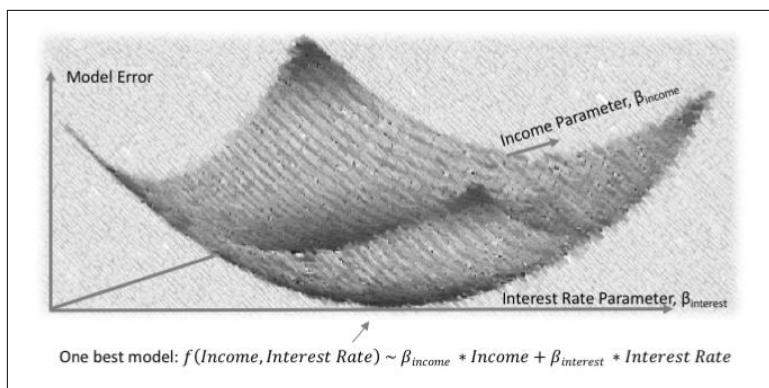 Model Error
Income Parameter, βincome
Interest Rate Parameter, βinterest
One best model: f(Income, Interest Rate) ~ βincome * Income + βinterest * Interest Rate